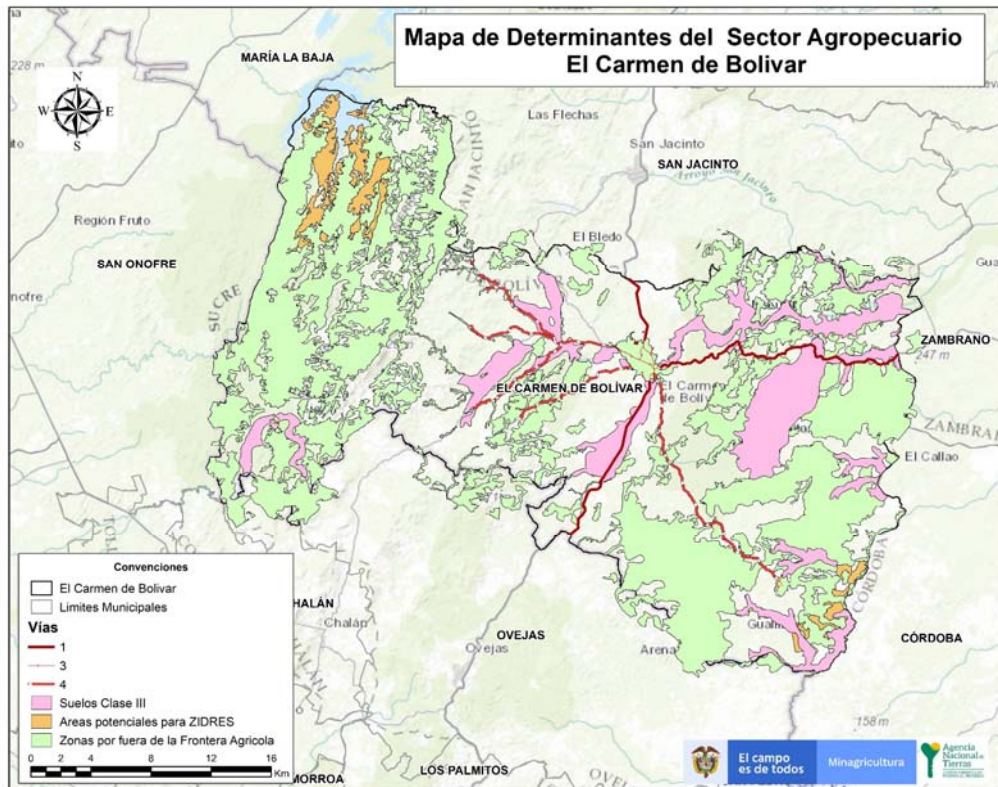 Mapa de Determinantes del Sector Agropecuario
El Carmen de Bolivar
MARÍA LA BAJA
228 m
N
W E
S
Las Flechas
San Jacinto
SAN JACINTO
Arroyo San Jacinto
SAN JACINTO
Región Fruto
El Bledo
SAN ONOFRE
onofre
SUCRE
BOLÍVAR
ZAMBRANO
247 m
EL CARMEN DE BOLÍVAR
El Carmen
de Bolív
ZAMBRA
El Callao
CÓRDOBA
Convenciones
El Carmen de Bolivar
Limites Municipales
Vías
1
3
4
Suelos Clase III
Areas potenciales para ZIDRES
Zonas por fuera de la Frontera Agricola
0 4 8 12 16
Km
HALÁN
Chalán
OVEJAS
Ovejas
Arena
CÓRDOBA
158 m
MORROA
LOS PALMITOS
El campo
es de todos
Minagricultura
Agencia
Nacional de
Tierras